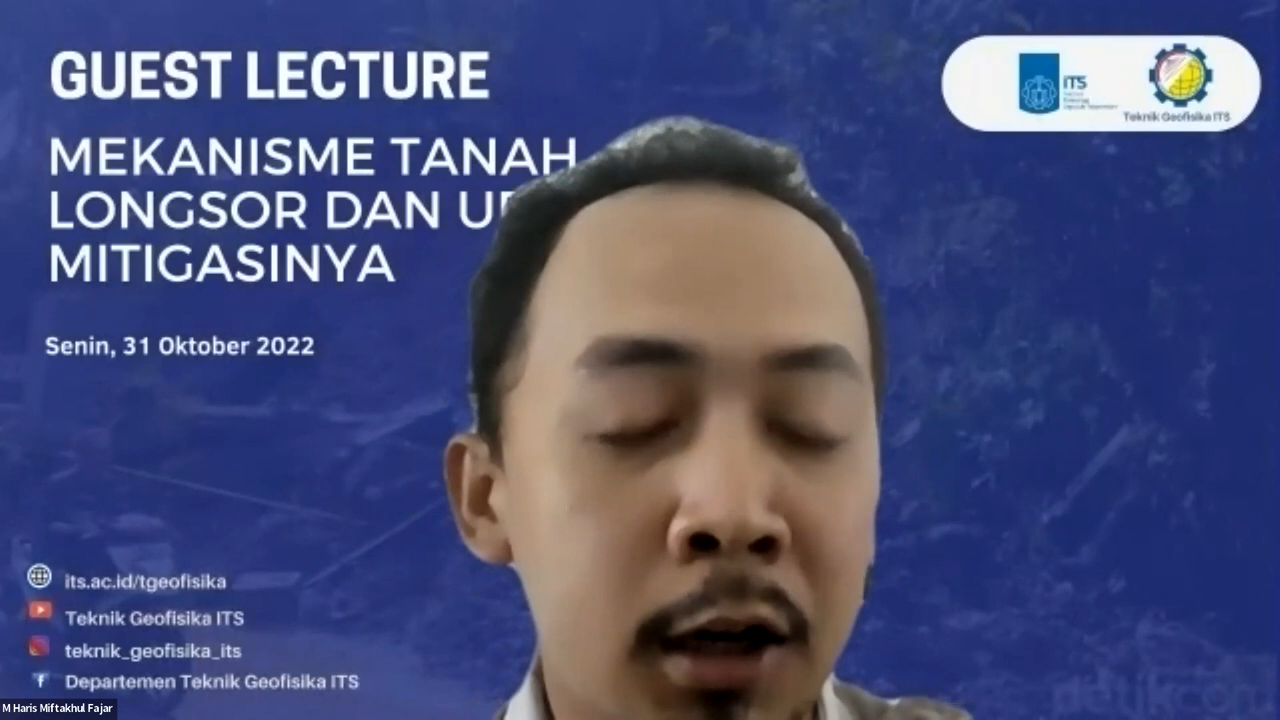 GUEST LECTURE
MEKANISME TANAH
LONGSOR DAN
MITIGASINYA
Senin, 31 Oktober 2022
ITS
Teknik Geofisika ITS
its.ac.id/tgeofisika
Teknik Geofisika ITS
teknik_geofisika_its
Departemen Teknik Geofisika ITS
M Haris Miftakhul Fajar
detikcom